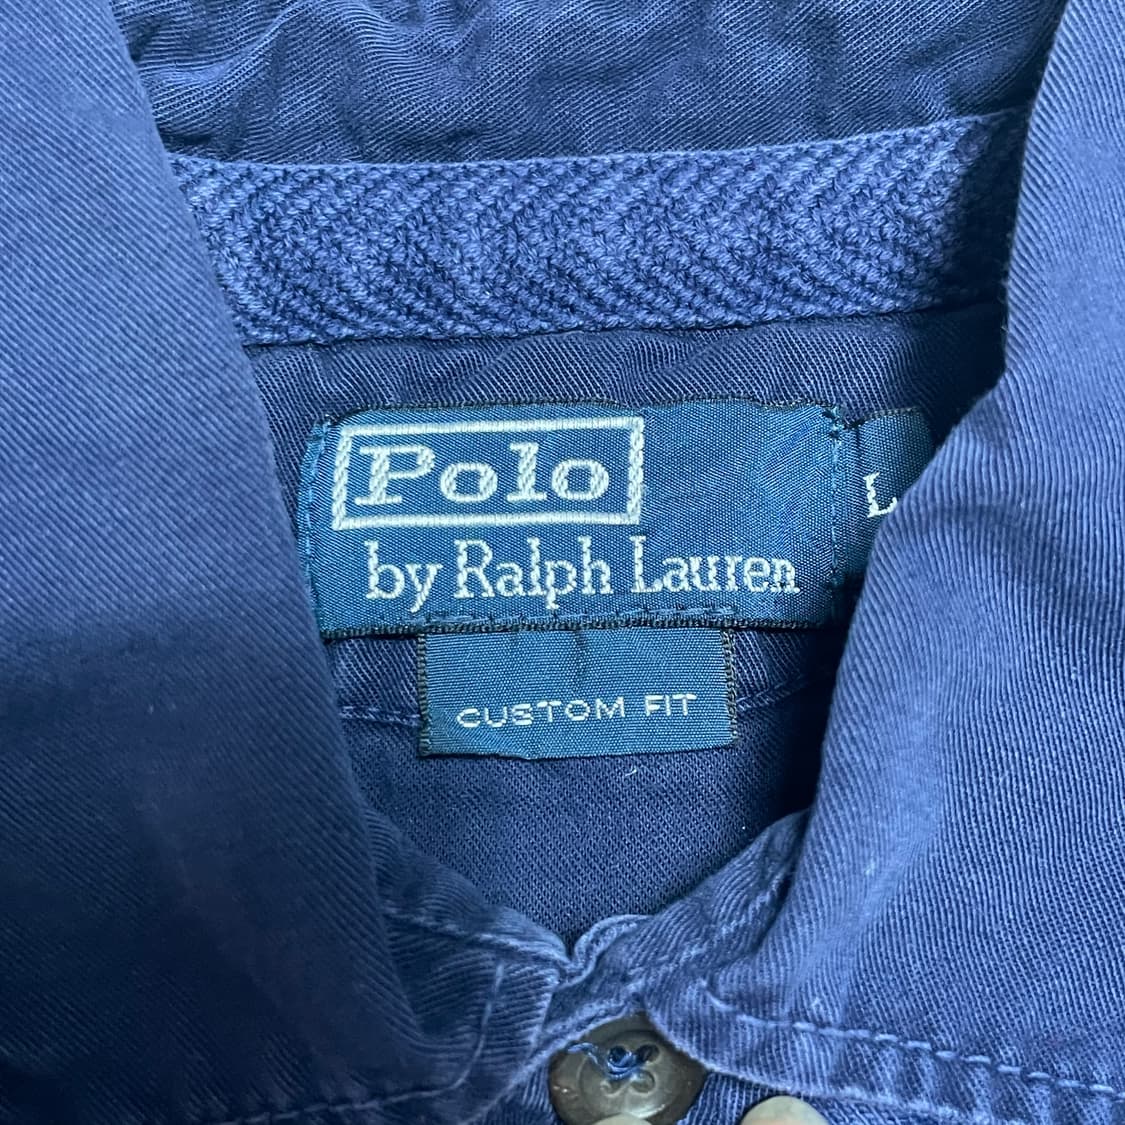 Polo
by Ralph Lauren
L
CUSTOM FIT